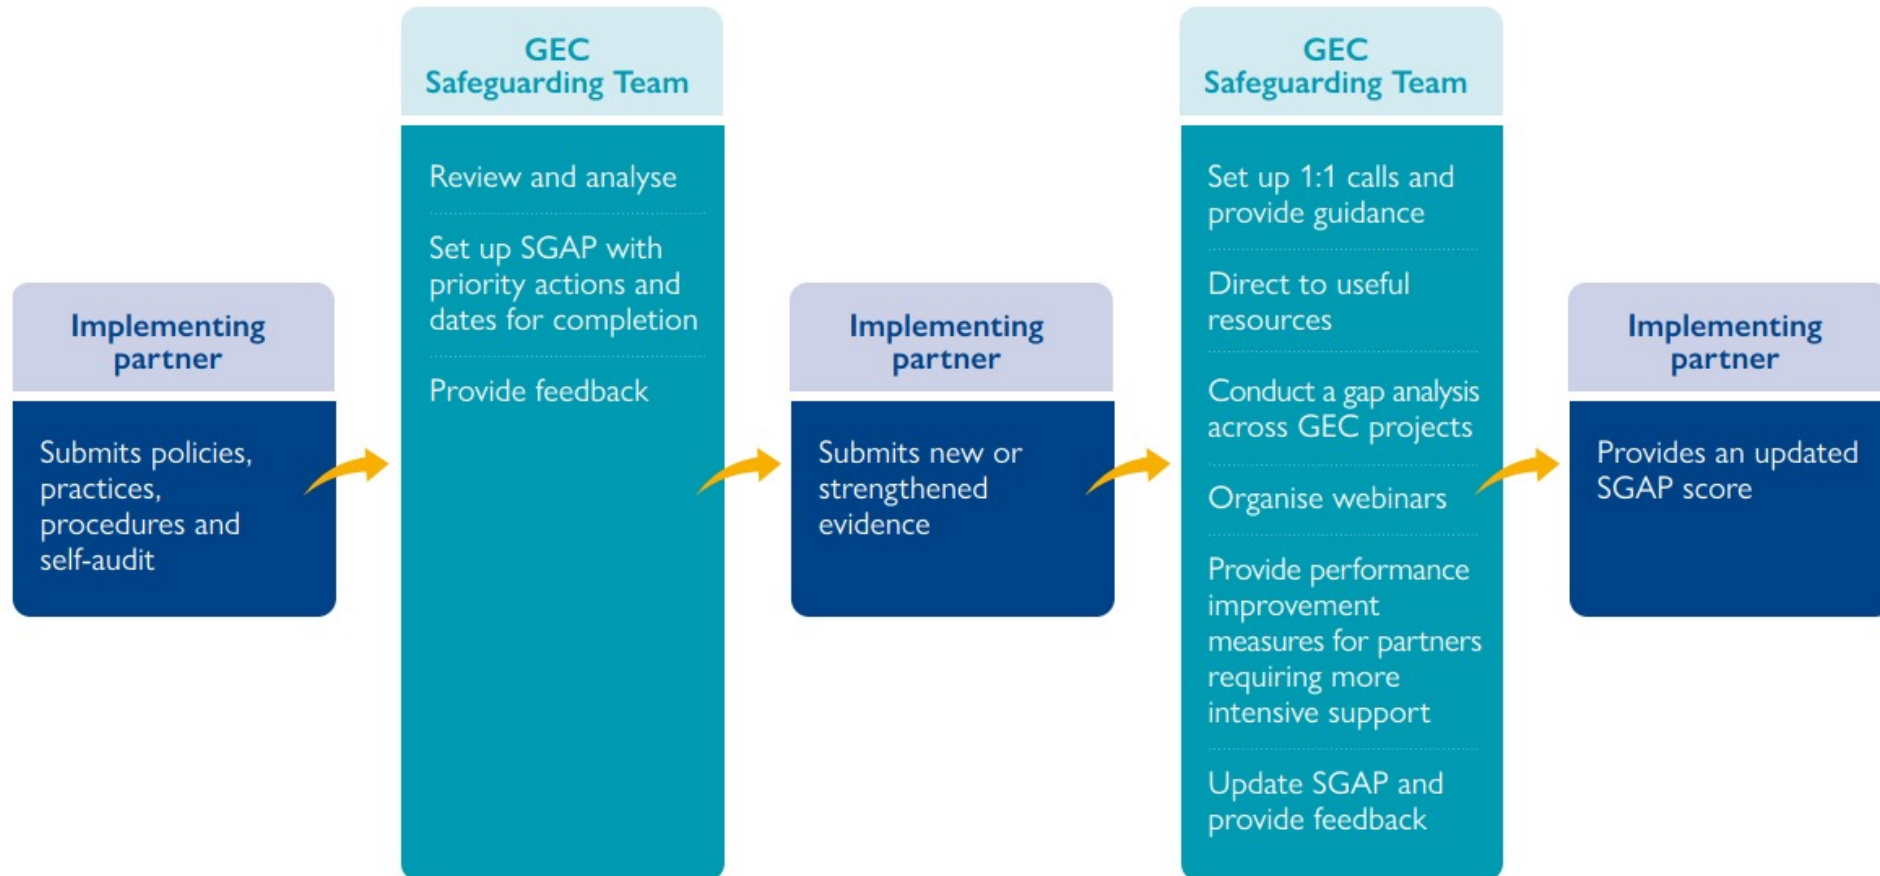 Implementing
partner
Submits policies,
practices,
procedures and
self-audit
GEC
Safeguarding Team
Review and analyse
Set up SGAP with
priority actions and
dates for completion
Provide feedback
Implementing
partner
Submits new or
strengthened
evidence
GEC
Safeguarding Team
Set up 1:1 calls and
provide guidance
Direct to useful
resources
Conduct a gap analysis
across GEC projects
Organise webinars
Provide performance
improvement
measures for partners
requiring more
intensive support
Update SGAP and
provide feedback
Implementing
partner
Provides an updated
SGAP score